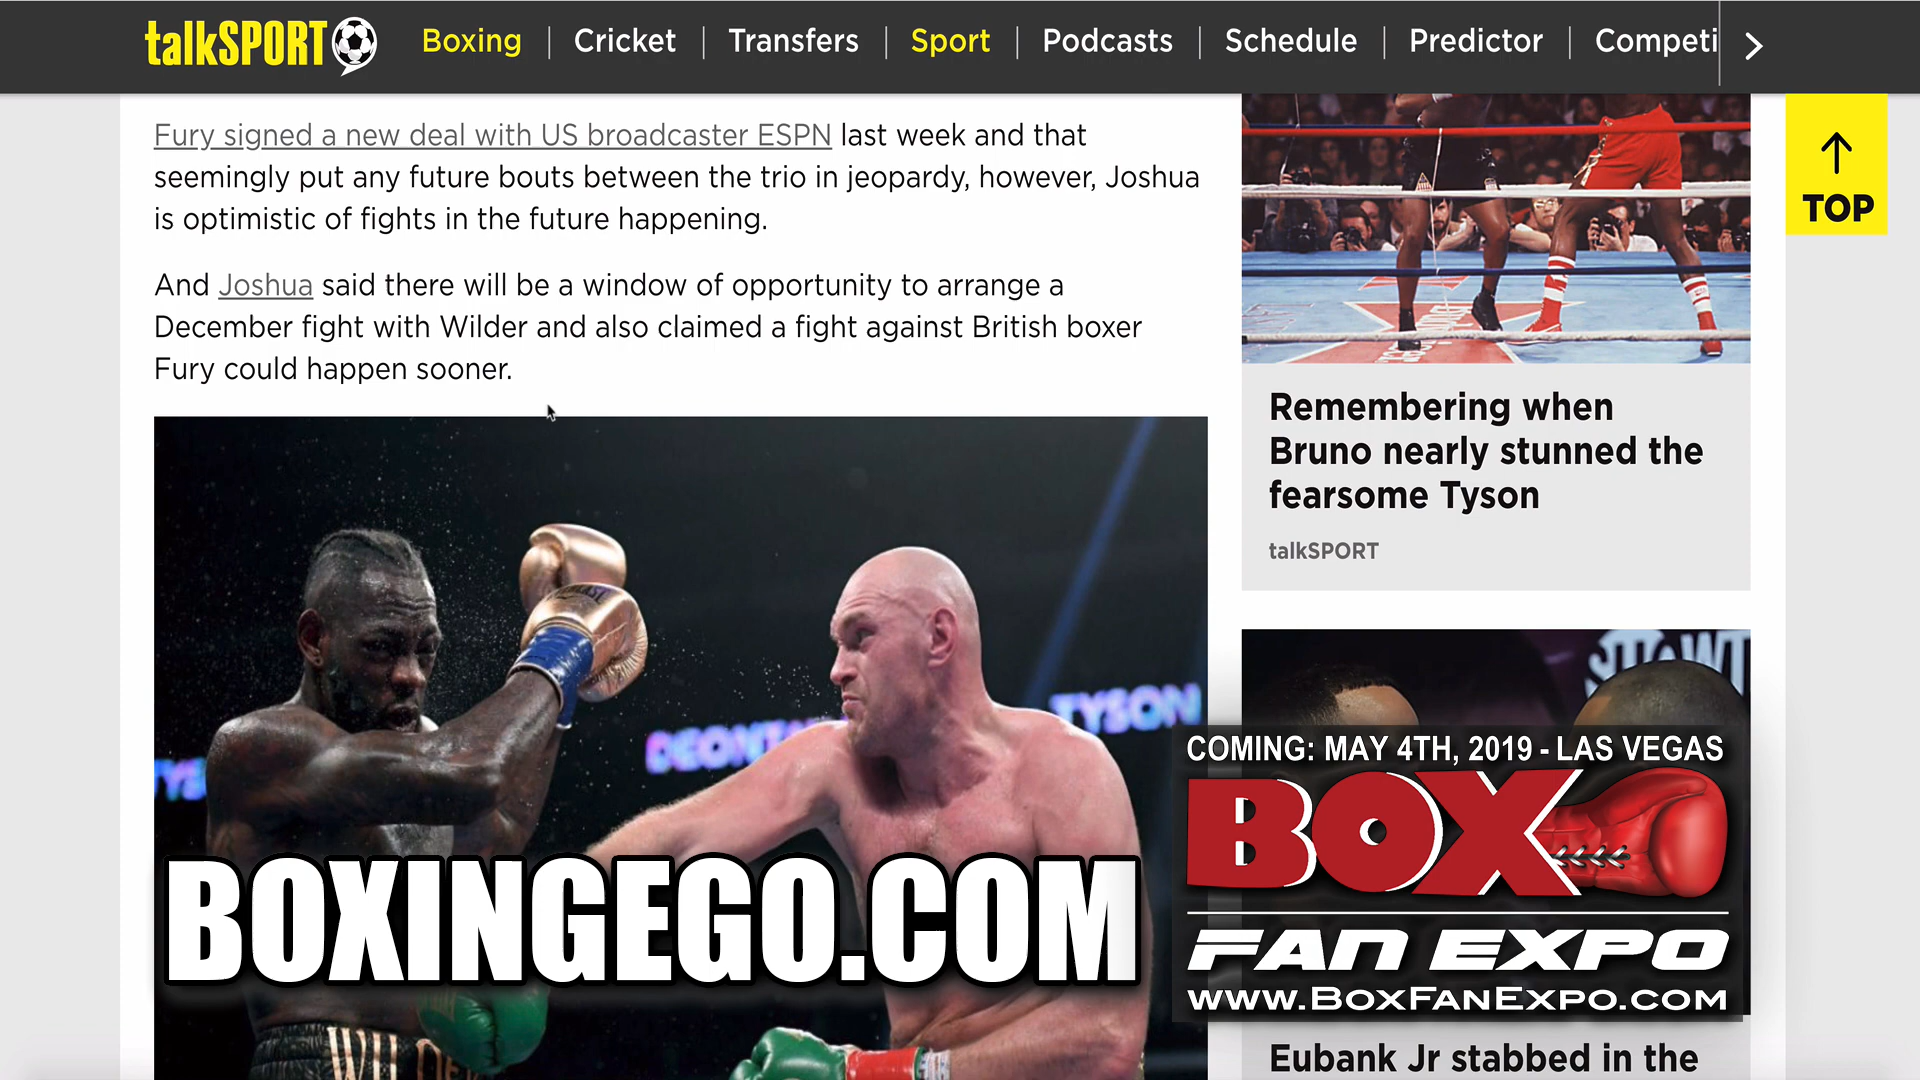 talkSPORT
Boxing | Cricket | Transfers | Sport | Podcasts | Schedule | Predictor | Competi
Fury signed a new deal with US broadcaster ESPN last week and that
seemingly put any future bouts between the trio in jeopardy, however, Joshua
is optimistic of fights in the future happening.
And Joshua said there will be a window of opportunity to arrange a
December fight with Wilder and also claimed a fight against British boxer
Fury could happen sooner.
TOP
Remembering when
Bruno nearly stunned the
fearsome Tyson
talkSPORT
TYSON
DEONT
TYS
SHOWT
COMING: MAY 4TH, 2019 - LAS VEGAS
BOX
FAN EXPO
WWW.BOXFANEXPO.COM
BOXINGEGO.COM
WILDE
Eubank Jr stabbed in the